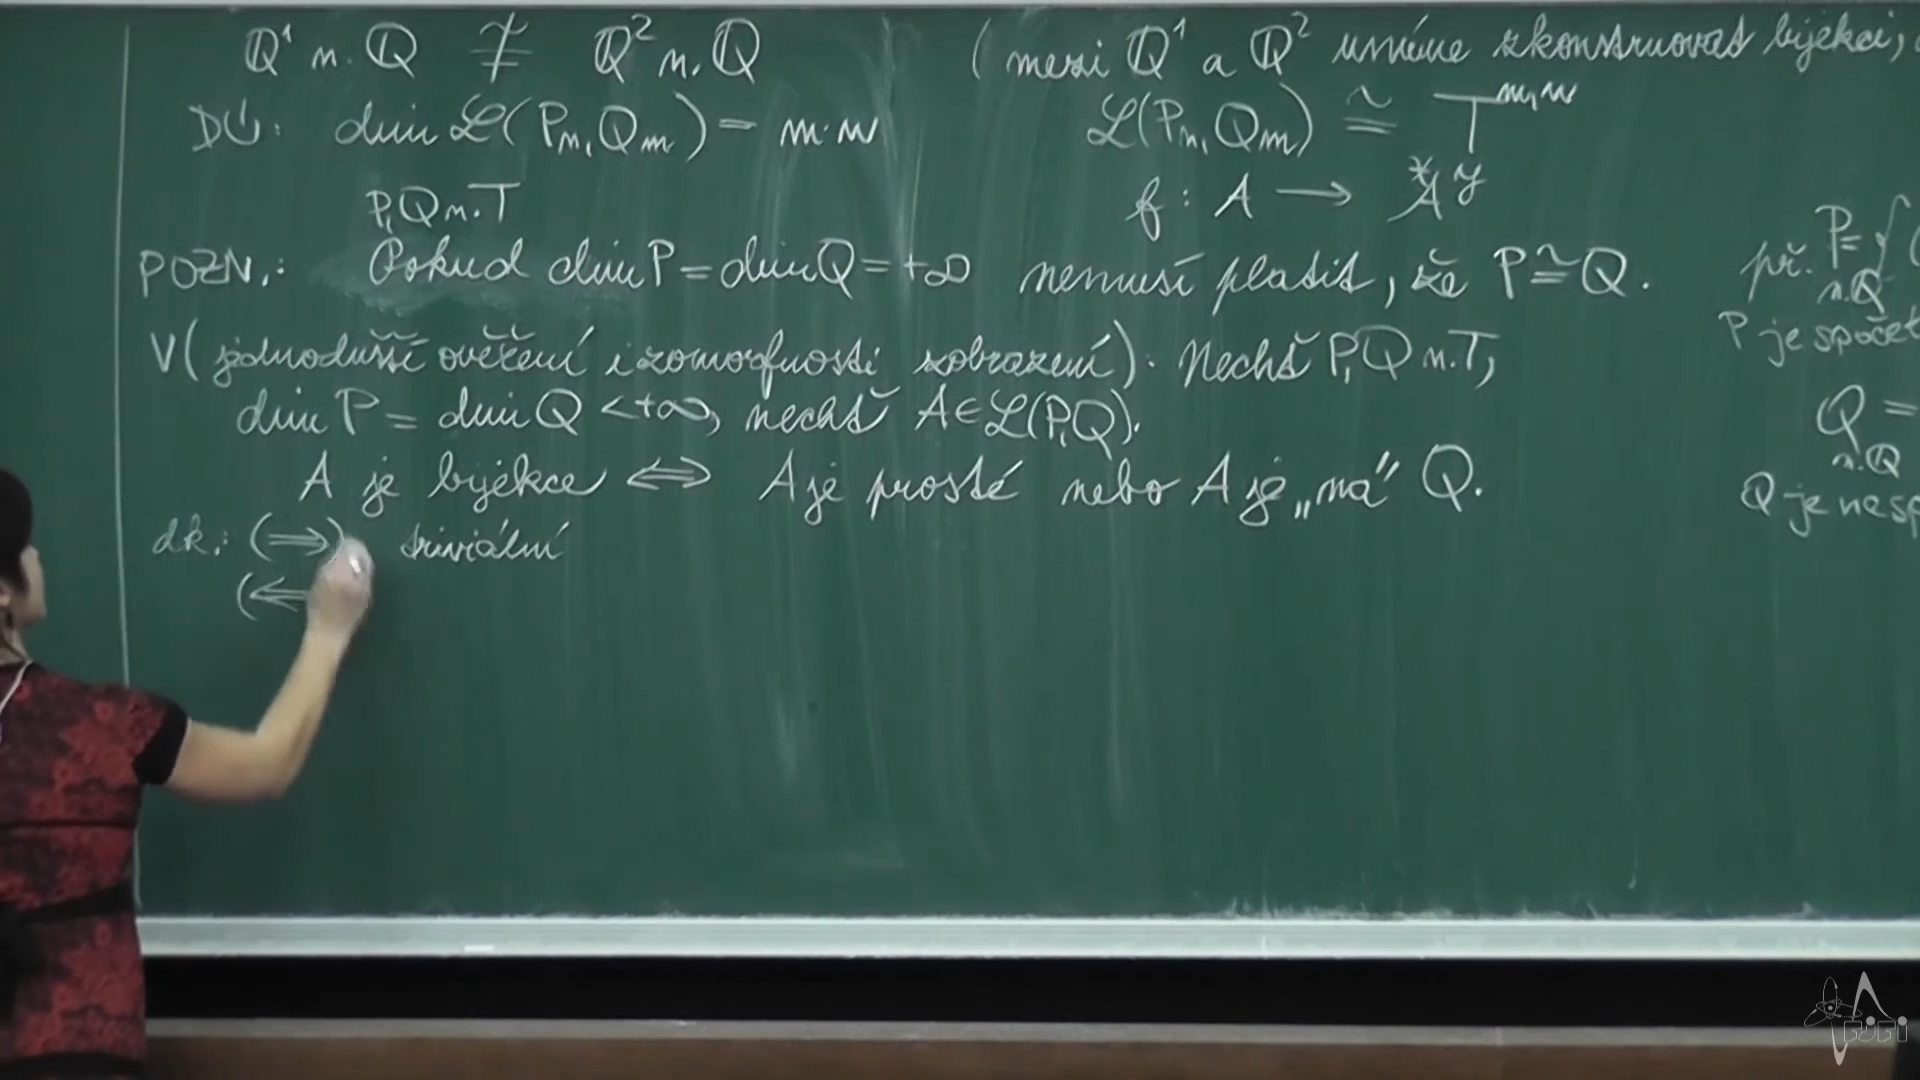 ℚ¹ n. ℚ ≇ ℚ² n. ℚ (mezi ℚ¹ a ℚ² umíme zkonstruovat bijekci,
DÚ: dim ℒ(Pₙ, Qₘ) = m·n ℒ(Pₙ, Qₘ) ≅ T^{m,n}
f : A → ˣA^y
P, Q n. T
POZN.: Pokud dim P = dim Q = +∞ nemusí platit, že P ≅ Q.
V (jednodušší ověření izomorfnosti zobrazení): Nechť P, Q n. T,
dim P = dim Q < +∞, nechť A ∈ ℒ(P,Q).
A je bijekce ⇔ A je prosté nebo A je „na“ Q.
dk.: (⇒) triviální
(⇐
př. P = {
n. ℚ
P je spočet
Q =
n. ℚ
Q je nesp
FJFI